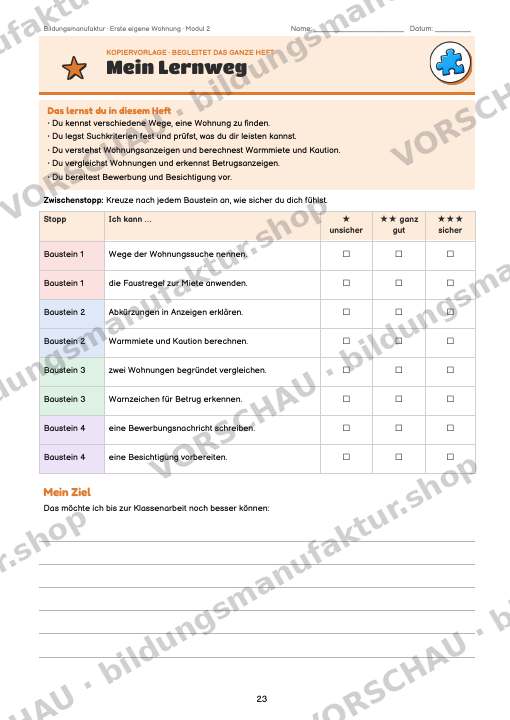 Bildungsmanufaktur · Erste eigene Wohnung · Modul 2 Name: Datum:
KOPIERVORLAGE · BEGLEITET DAS GANZE HEFT
Mein Lernweg
Das lernst du in diesem Heft
• Du kennst verschiedene Wege, eine Wohnung zu finden.
• Du legst Suchkriterien fest und prüfst, was du dir leisten kannst.
• Du verstehst Wohnungsanzeigen und berechnest Warmmiete und Kaution.
• Du vergleichst Wohnungen und erkennst Betrugsanzeigen.
• Du bereitest Bewerbung und Besichtigung vor.
Zwischenstopp: Kreuze nach jedem Baustein an, wie sicher du dich fühlst.
Stopp Ich kann ... ★ unsicher ★★ ganz gut ★★★ sicher
Baustein 1 Wege der Wohnungssuche nennen. ☐ ☐ ☐
Baustein 1 die Faustregel zur Miete anwenden. ☐ ☐ ☐
Baustein 2 Abkürzungen in Anzeigen erklären. ☐ ☐ ☐
Baustein 2 Warmmiete und Kaution berechnen. ☐ ☐ ☐
Baustein 3 zwei Wohnungen begründet vergleichen. ☐ ☐ ☐
Baustein 3 Warnzeichen für Betrug erkennen. ☐ ☐ ☐
Baustein 4 eine Bewerbungsnachricht schreiben. ☐ ☐ ☐
Baustein 4 eine Besichtigung vorbereiten. ☐ ☐ ☐
Mein Ziel
Das möchte ich bis zur Klassenarbeit noch besser können:
23
VORSCHAU · bildungsmanufaktur.shop